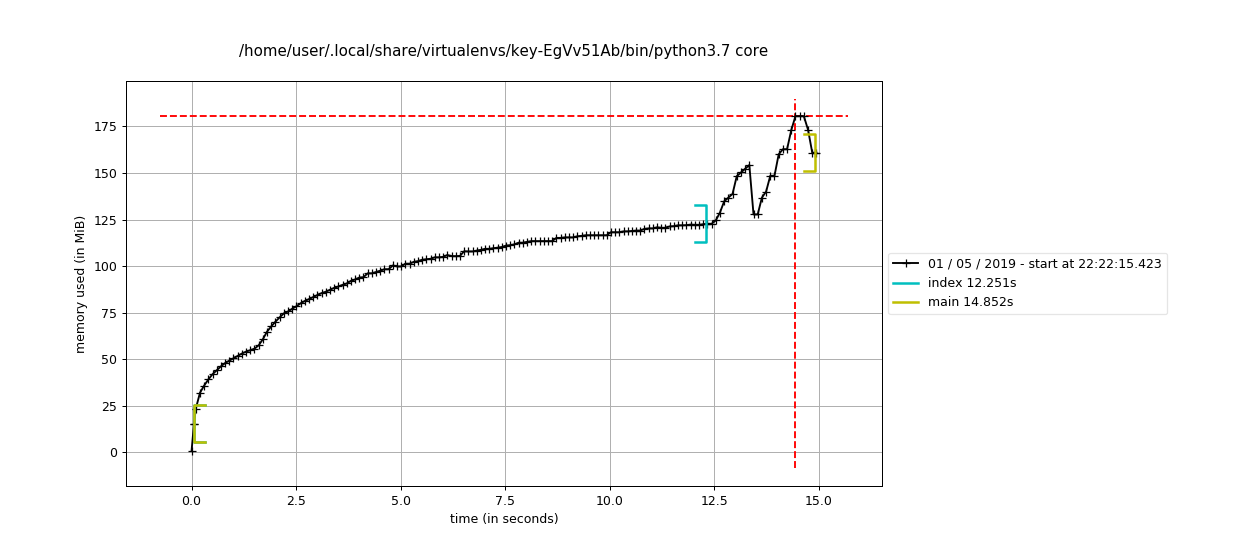 /home/user/.local/share/virtualenvs/key-EgVv51Ab/bin/python3.7 core
175
150
125
100
75
50
25
0
memory used (in MiB)
0.0 2.5 5.0 7.5 10.0 12.5 15.0
time (in seconds)
01 / 05 / 2019 - start at 22:22:15.423
index 12.251s
main 14.852s